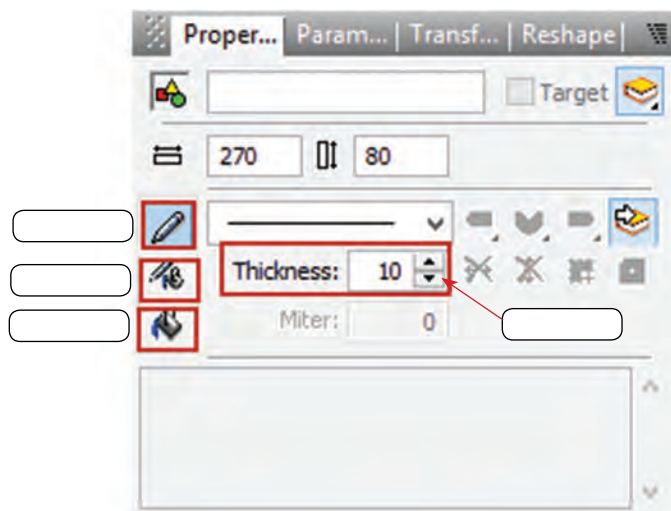 Proper... Param... | Transf... | Reshape |
Target
270 80
Thickness: 10
Miter: 0